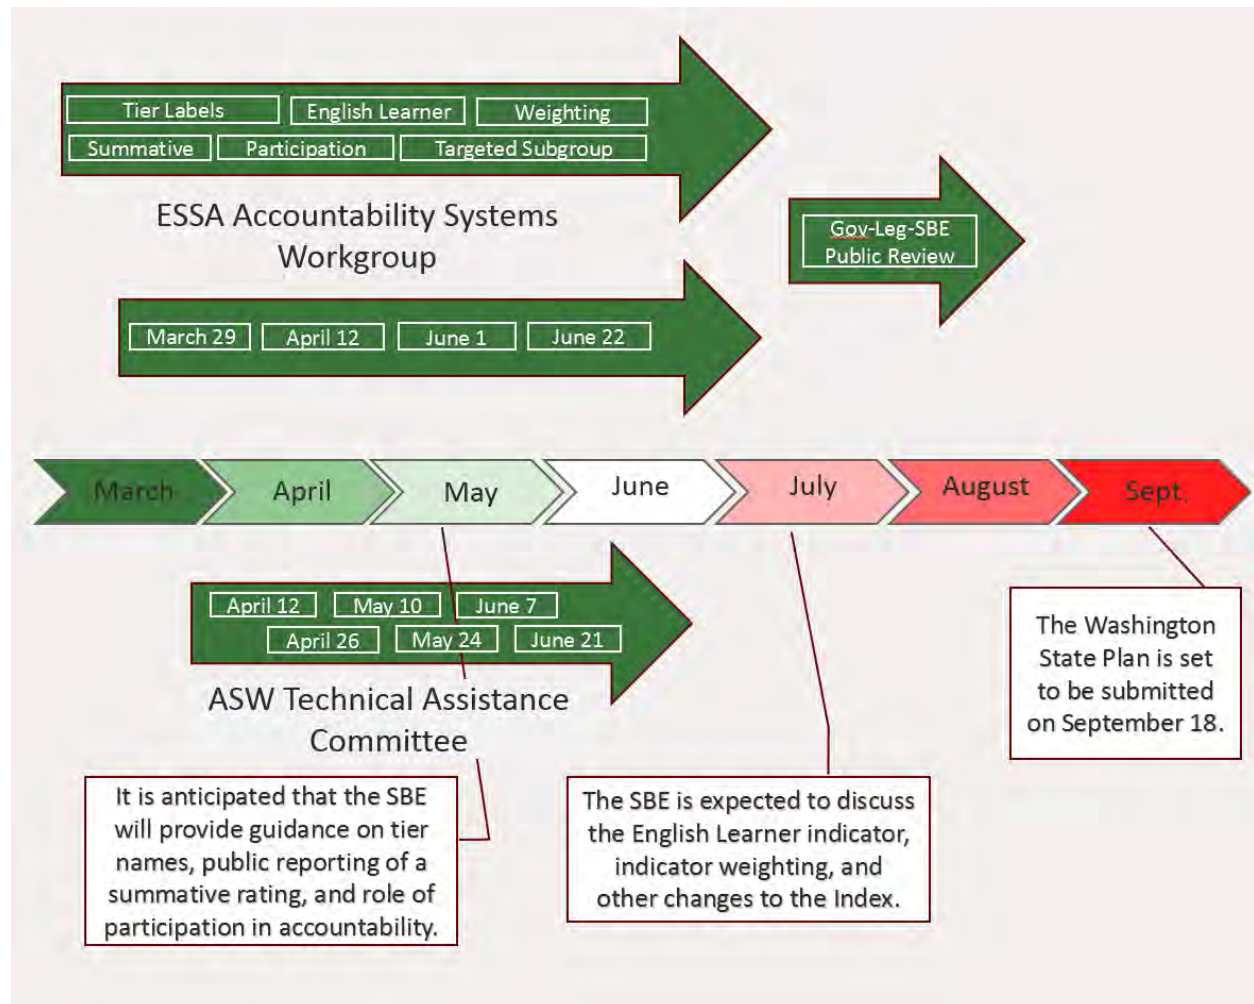 Tier Labels
English Learner
Weighting
Summative
Participation
Targeted Subgroup
ESSA Accountability Systems
Workgroup
Gov-Leg-SBE
Public Review
March 29
April 12
June 1
June 22
March
April
May
June
July
August
Sept.
April 12
May 10
June 7
April 26
May 24
June 21
ASW Technical Assistance
Committee
It is anticipated that the SBE
will provide guidance on tier
names, public reporting of a
summative rating, and role of
participation in accountability.
The SBE is expected to discuss
the English Learner indicator,
indicator weighting, and
other changes to the Index.
The Washington
State Plan is set
to be submitted
on September 18.